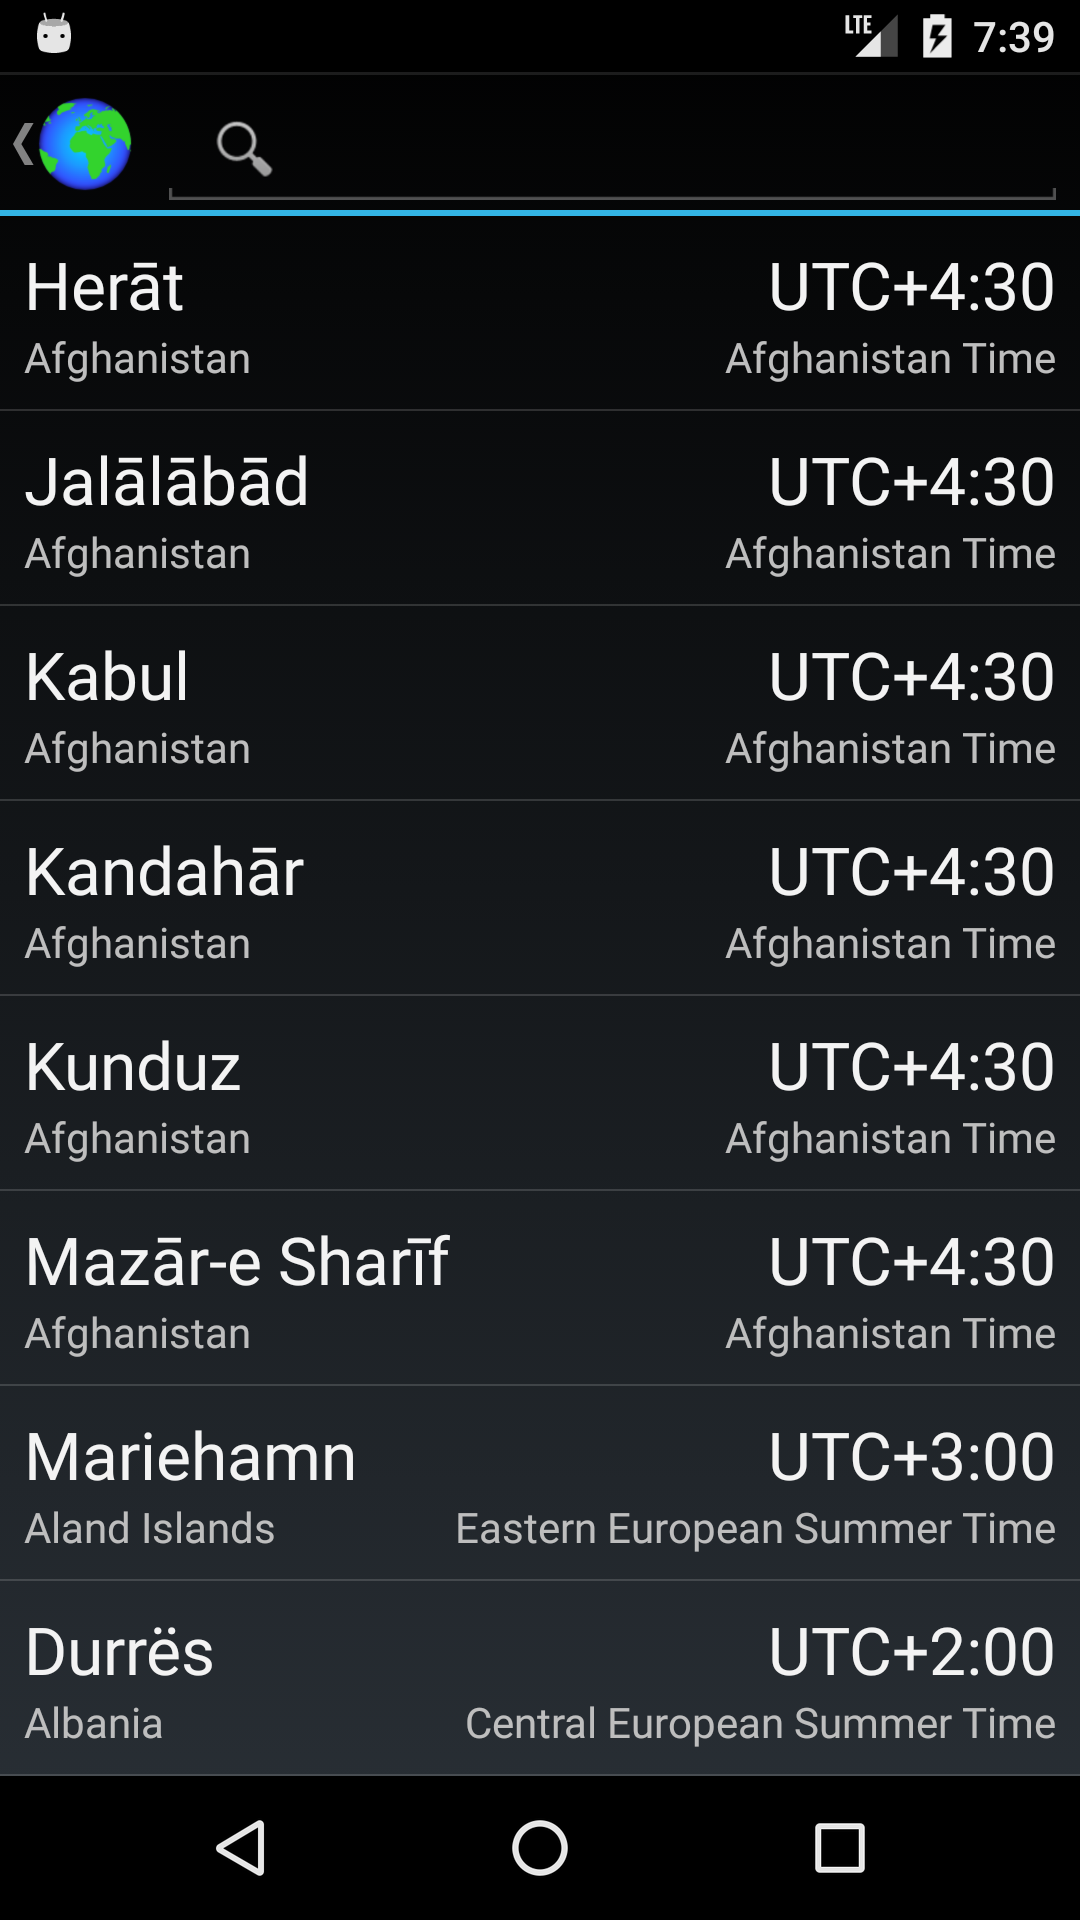 LTE 7:39
Herāt UTC+4:30
Afghanistan Afghanistan Time
Jalālābād UTC+4:30
Afghanistan Afghanistan Time
Kabul UTC+4:30
Afghanistan Afghanistan Time
Kandahār UTC+4:30
Afghanistan Afghanistan Time
Kunduz UTC+4:30
Afghanistan Afghanistan Time
Mazār-e Sharīf UTC+4:30
Afghanistan Afghanistan Time
Mariehamn UTC+3:00
Aland Islands Eastern European Summer Time
Durrës UTC+2:00
Albania Central European Summer Time